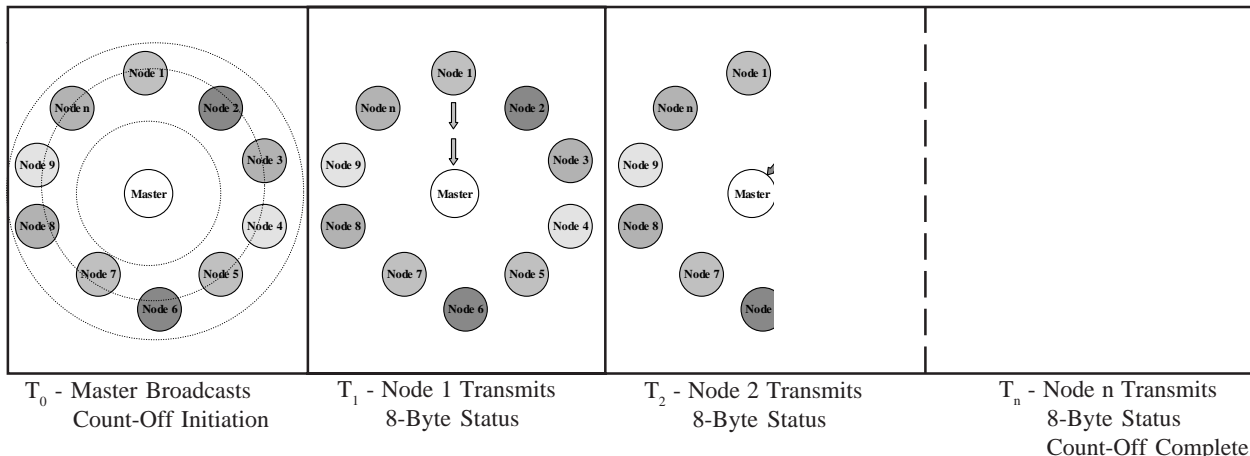 Node 1
Node n
Node 2
Node 3
Node 9
Master
Node 8
Node 4
Node 7
Node 5
Node 6
T0 - Master Broadcasts
Count-Off Initiation
Node 1
Node n
Node 2
Node 9
Node 3
Master
Node 8
Node 4
Node 7
Node 5
Node 6
T1 - Node 1 Transmits
8-Byte Status
Node 1
Node n
Node 9
Master
Node 8
Node 7
Node
T2 - Node 2 Transmits
8-Byte Status
Tn - Node n Transmits
8-Byte Status
Count-Off Complete